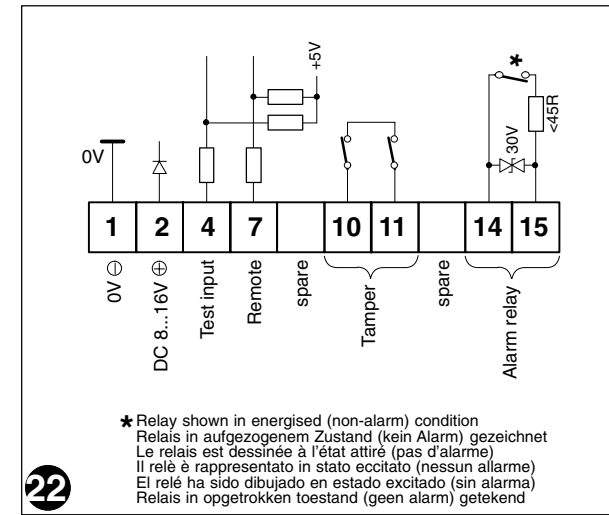 +5V
*
<45R
30V
0V
1 2 4 7 10 11 14 15
0V ⊖
DC 8...16V ⊕
Test input
Remote
spare
Tamper
spare
Alarm relay
* Relay shown in energised (non-alarm) condition
Relais in aufgezogenem Zustand (kein Alarm) gezeichnet
Le relais est dessinée à l'état attiré (pas d'alarme)
Il relè è rappresentato in stato eccitato (nessun allarme)
El relé ha sido dibujado en estado excitado (sin alarma)
Relais in opgetrokken toestand (geen alarm) getekend
22